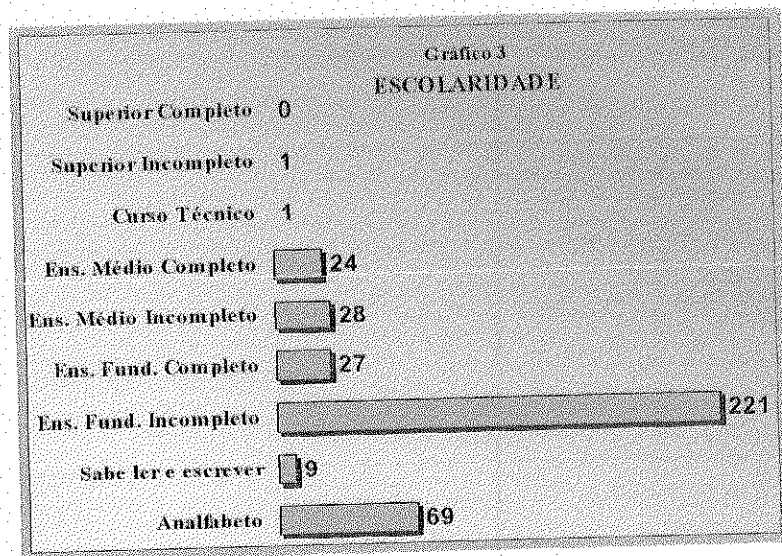 Gráfico 3
ESCOLARIDADE
Superior Completo 0
Superior Incompleto 1
Curso Técnico 1
Ens. Médio Completo 24
Ens. Médio Incompleto 28
Ens. Fund. Completo 27
Ens. Fund. Incompleto 221
Sabe ler e escrever 9
Analfabeto 69